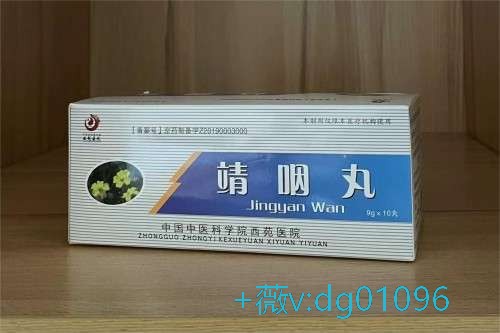 【备案号】京药制备字Z20190003000
本制剂仅限本医疗机构使用
靖咽丸
Jingyan Wan
9g×10丸
中国中医科学院西苑医院
ZHONGGUO ZHONGYI KEXUEYUAN XIYUAN YIYUAN
+薇v:dg01096